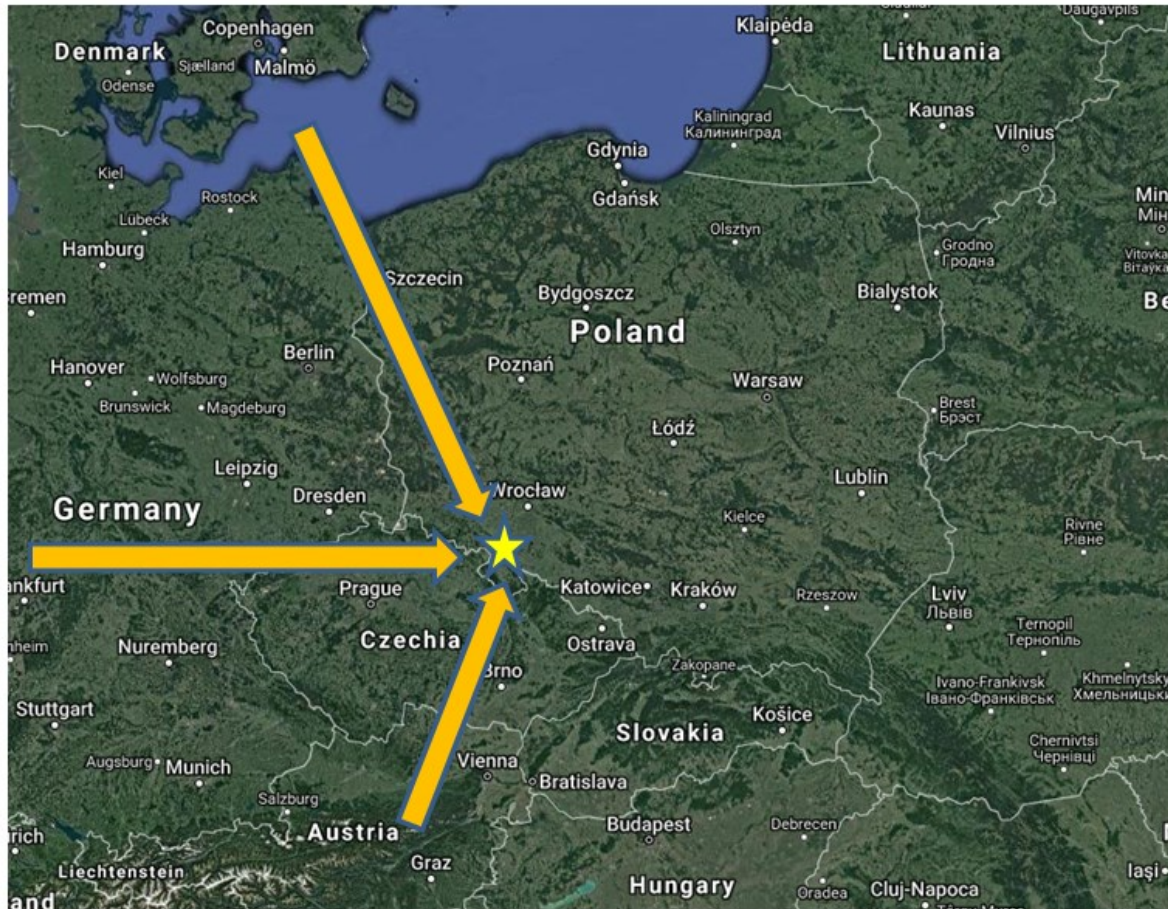 Daugavpils
Klaipėda
Copenhagen
Denmark
Lithuania
Sjælland
Malmö
Odense
Kaunas
Kaliningrad
Калининград
Vilnius
Gdynia
Kiel
Gdańsk
Rostock
Lübeck
Olsztyn
Hamburg
Grodno
Гродна
Szczecin
Bydgoszcz
Bialystok
Poland
Berlin
Poznań
Hanover
Wolfsburg
Warsaw
Brunswick
Magdeburg
Brest
Брэст
Łódź
Leipzig
Lublin
Dresden
Wrocław
Germany
Kielce
Rivne
Рівне
ankfurt
Prague
Katowice
Kraków
Rzeszow
Lviv
Львів
Ternopil
Тернопіль
Czechia
Ostrava
nheim
Nuremberg
Zakopane
Brno
Ivano-Frankivsk
Івано-Франківськ
Khmelnytsky
Хмельницька
Stuttgart
Košice
Slovakia
Chernivtsi
Чернівці
Augsburg
Munich
Vienna
Bratislava
Salzburg
Austria
Budapest
Debrecen
Liechtenstein
Graz
Iași
Hungary
Oradea
Cluj-Napoca